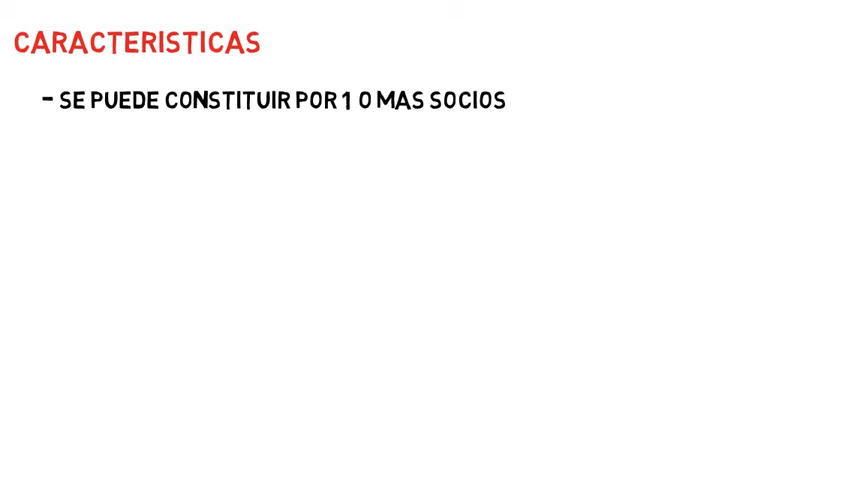 CARACTERISTICAS
- SE PUEDE CONSTITUIR POR 1 O MAS SOCIOS